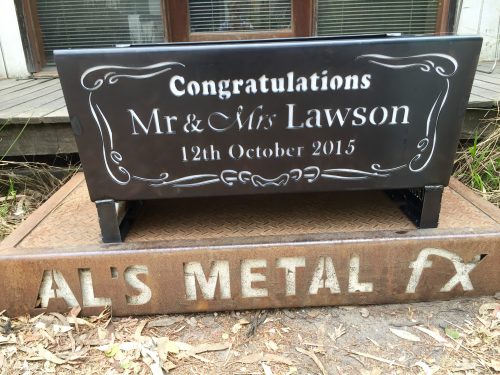 Congratulations
Mr & Mrs Lawson
12th October 2015
AL'S METAL fx